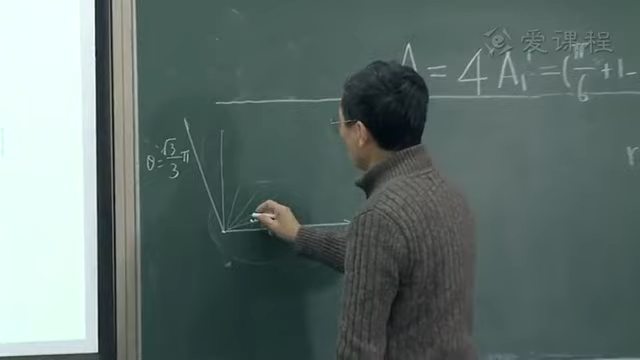 爱课程
A = 4A₁ = (π/6 + 1 -
θ = √3/3 π
r